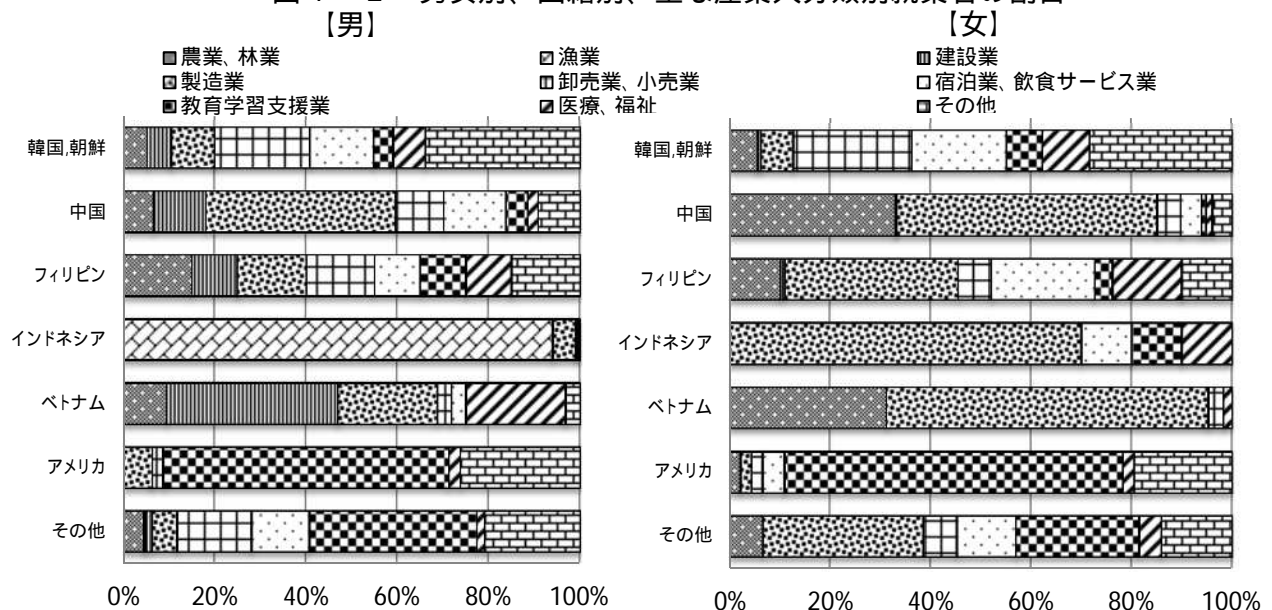 【男】
【女】
農業、林業
漁業
建設業
製造業
卸売業、小売業
宿泊業、飲食サービス業
教育学習支援業
医療、福祉
その他
韓国,朝鮮
中国
フィリピン
インドネシア
ベトナム
アメリカ
その他
0% 20% 40% 60% 80% 100%
韓国,朝鮮
中国
フィリピン
インドネシア
ベトナム
アメリカ
その他
0% 20% 40% 60% 80% 100%